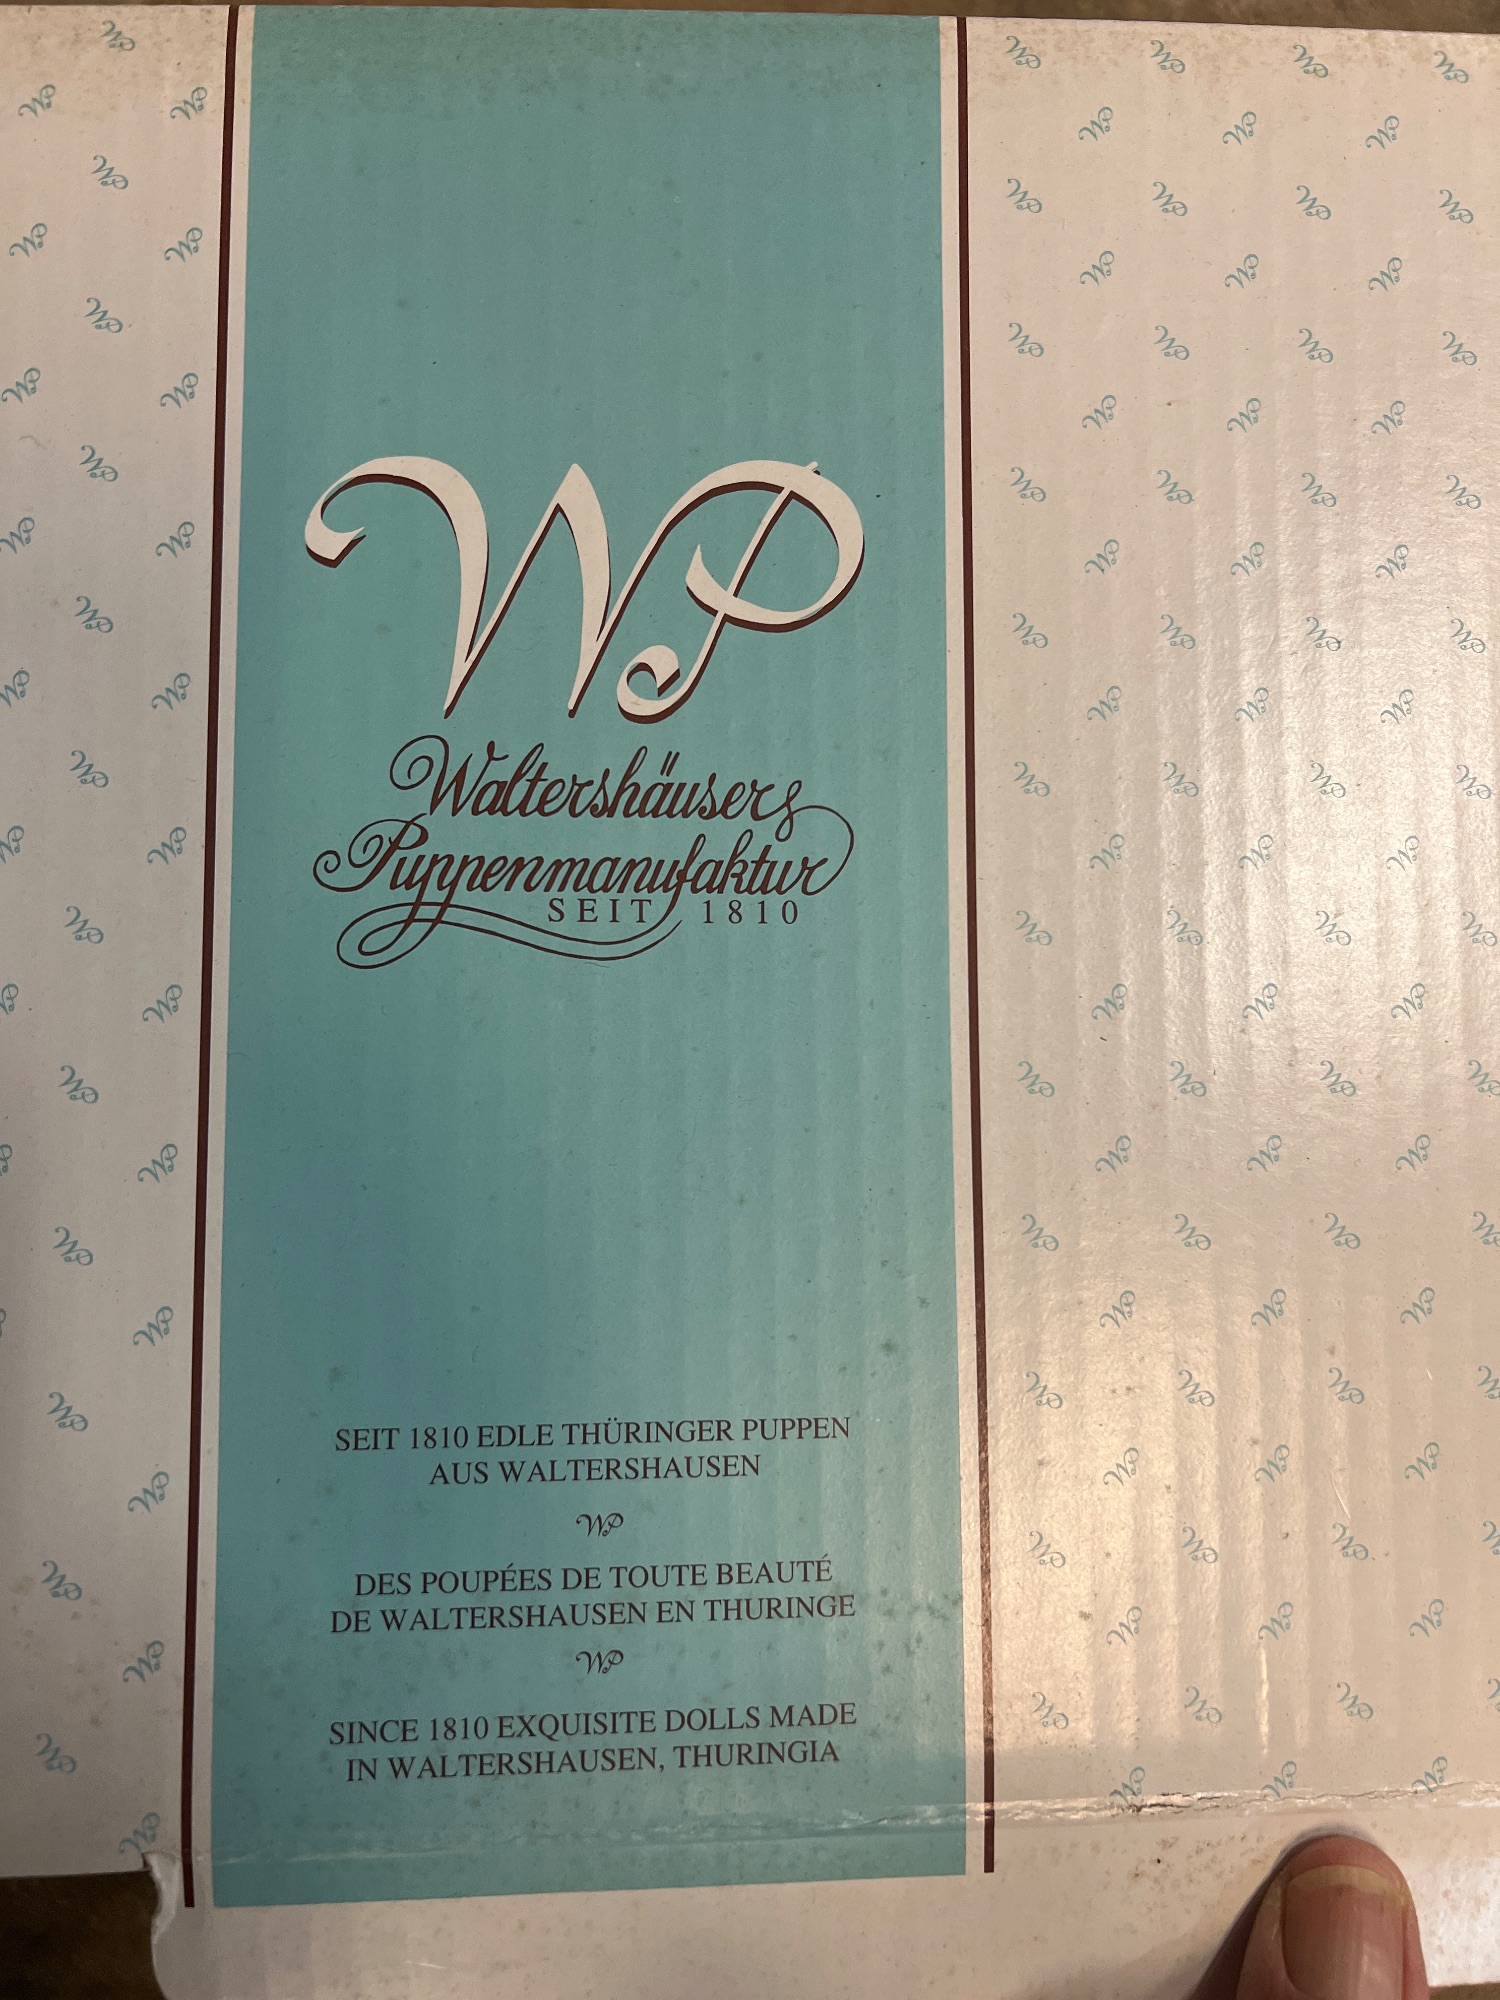 WP
Waltershäuser
Puppenmanufaktur
SEIT 1810
SEIT 1810 EDLE THÜRINGER PUPPEN
AUS WALTERSHAUSEN
WP
DES POUPÉES DE TOUTE BEAUTÉ
DE WALTERSHAUSEN EN THURINGE
WP
SINCE 1810 EXQUISITE DOLLS MADE
IN WALTERSHAUSEN, THURINGIA